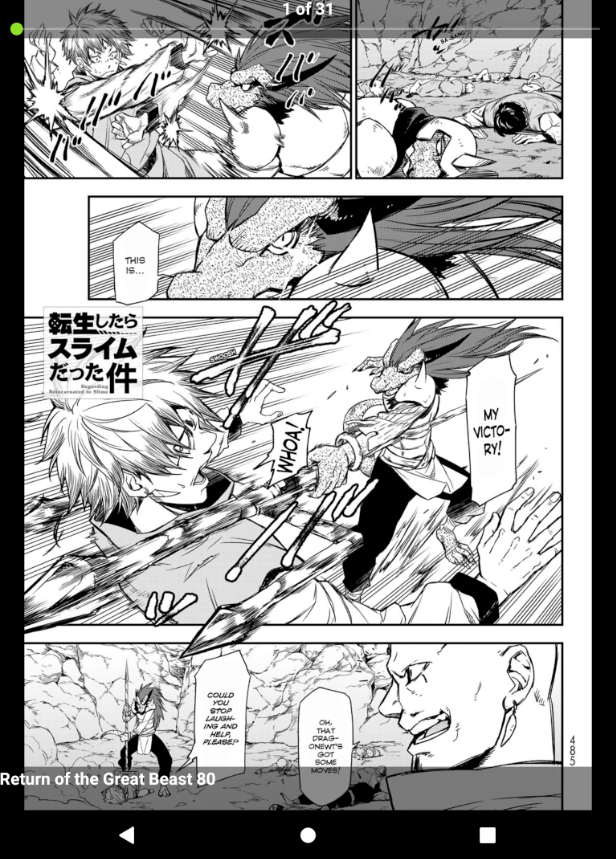 1 of 31
BA-BANG
THIS
IS...
転生したら
スライム
だった件
Regarding
Reincarnated to Slime
SWOOSH
WHOA!
MY
VICTO-
RY!
COULD
YOU
STOP
LAUGH-
ING AND
HELP,
PLEASE?
OH,
THAT
DRAG-
ONEWT'S
GOT
SOME
MOVES!
485
Return of the Great Beast 80